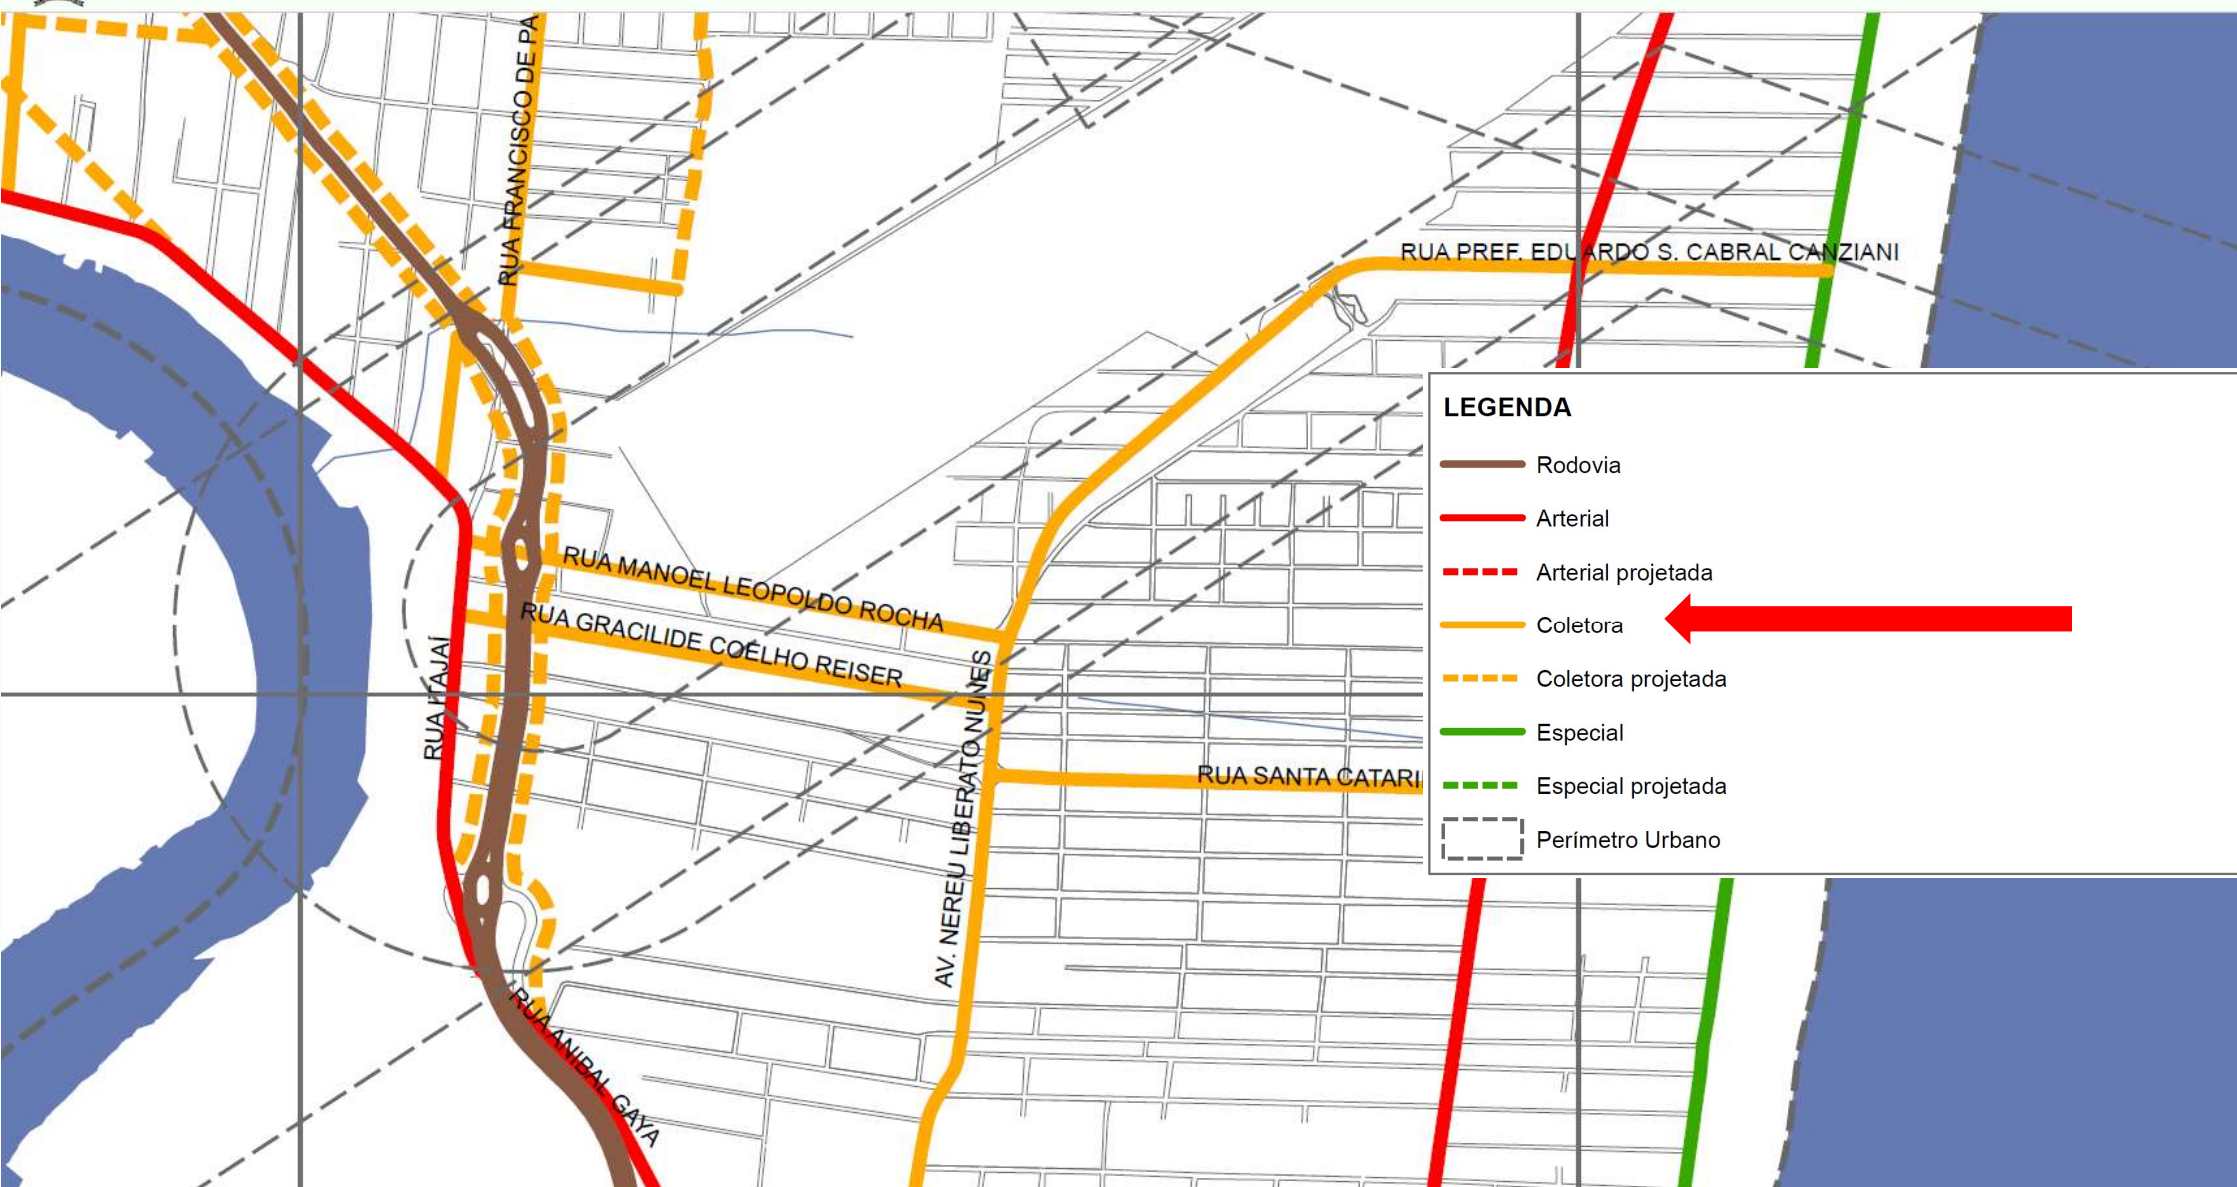 RUA FRANCISCO DE PA
RUA PREF. EDUARDO S. CABRAL CANZIANI
RUA MANOEL LEOPOLDO ROCHA
RUA GRACILIDE COELHO REISER
RUA ITAJAÍ
AV. NEREU LIBERATO NUNES
RUA SANTA CATARI
RUA ANIBAL GAYA
LEGENDA
Rodovia
Arterial
Arterial projetada
Coletora
Coletora projetada
Especial
Especial projetada
Perímetro Urbano